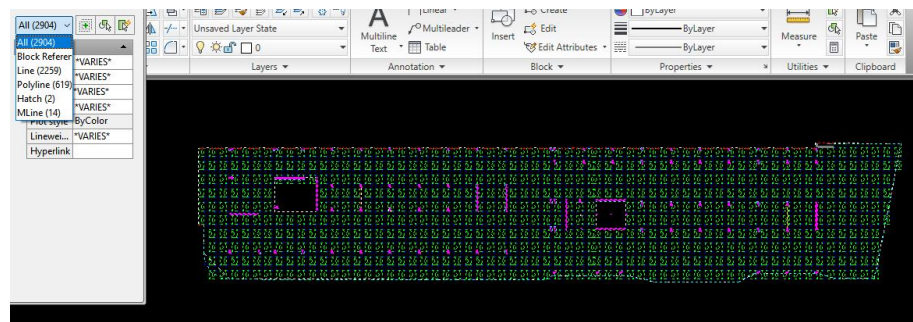 All (2904)
All (2904)
Block Referer
Line (2259)
Polyline (619)
Hatch (2)
MLine (14)
*VARIES*
*VARIES*
*VARIES*
*VARIES*
Plot style ByColor
Linewei... *VARIES*
Hyperlink
Unsaved Layer State
0
Layers
A
Multiline Text
Linear
Multileader
Table
Annotation
Insert
Create
Edit
Edit Attributes
Block
ByLayer
ByLayer
ByLayer
Properties
Measure
Utilities
Paste
Clipboard